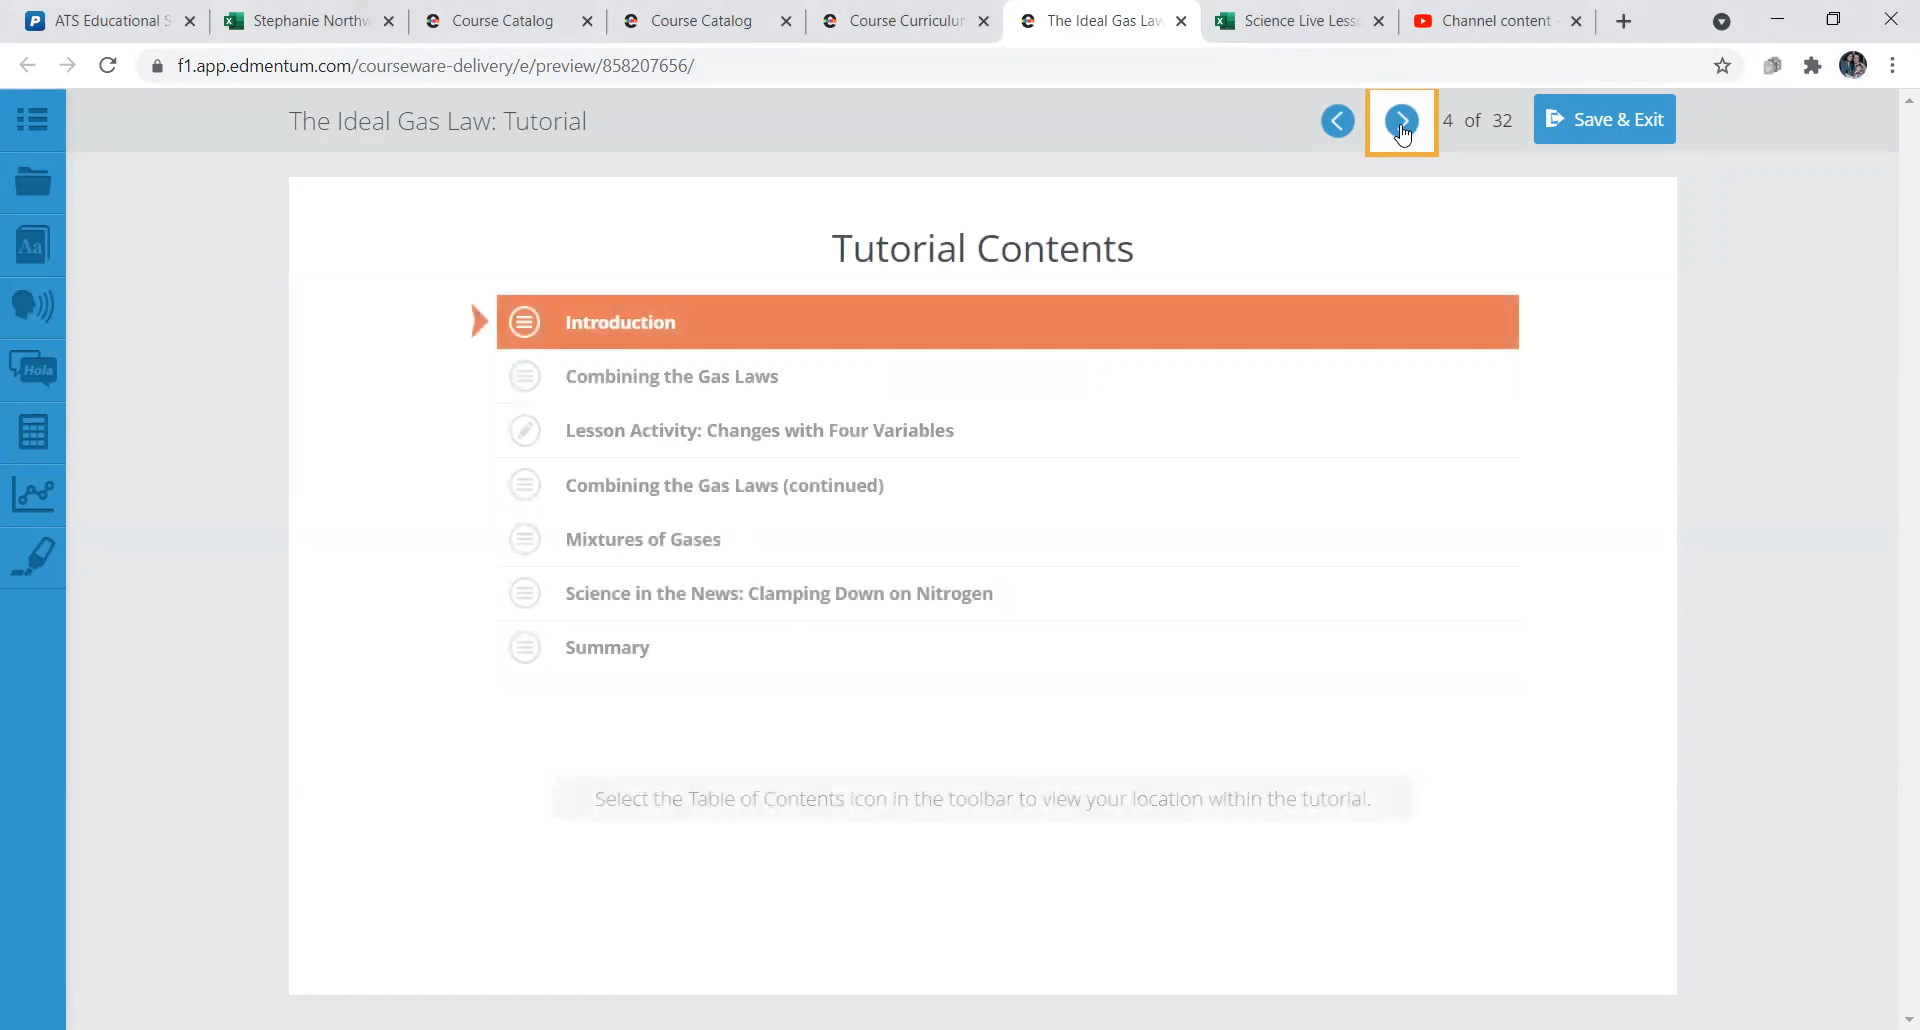 ATS Educational S
Stephanie Northw
Course Catalog
Course Catalog
Course Curriculur
The Ideal Gas Law
Science Live Less
Channel content -
f1.app.edmentum.com/courseware-delivery/e/preview/858207656/
The Ideal Gas Law: Tutorial
4 of 32
Save & Exit
Aa
Hola
Tutorial Contents
Introduction
Combining the Gas Laws
Lesson Activity: Changes with Four Variables
Combining the Gas Laws (continued)
Mixtures of Gases
Science in the News: Clamping Down on Nitrogen
Summary
Select the Table of Contents icon in the toolbar to view your location within the tutorial.